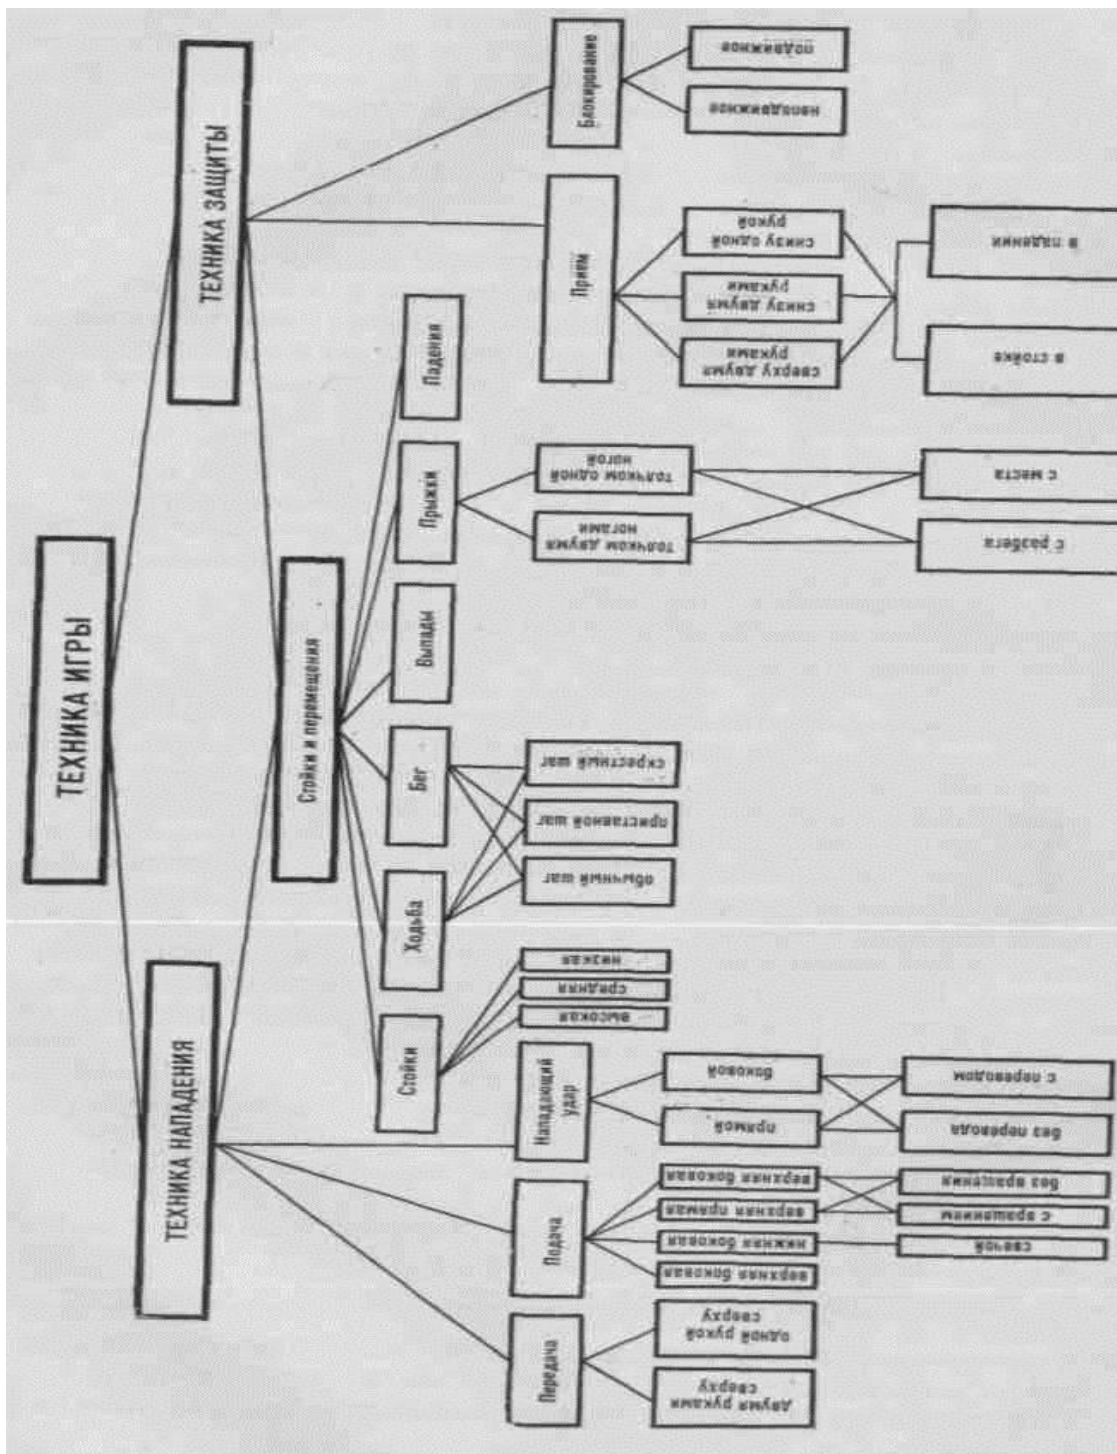 ТЕХНИКА ИГРЫ
ТЕХНИКА НАПАДЕНИЯ
ТЕХНИКА ЗАЩИТЫ
Стойки и перемещения
Стойки
Ходьба
Бег
Выпады
Прыжки
Падения
Передача
Подача
Нападающий
удар
Прием
Блокирование
высокая
средняя
низкая
обычный шаг
приставной шаг
скрестный шаг
толчком двумя
ногами
толчком одной
ногой
с разбега
с места
двумя руками
сверху
одной рукой
сверху
верхняя боковая
нижняя боковая
верхняя прямая
верхняя боковая
свечой
с вращением
без вращения
прямой
боковой
без перевода
с переводом
сверху двумя
руками
снизу двумя
руками
снизу одной
рукой
в стойке
в падении
неподвижное
подвижное